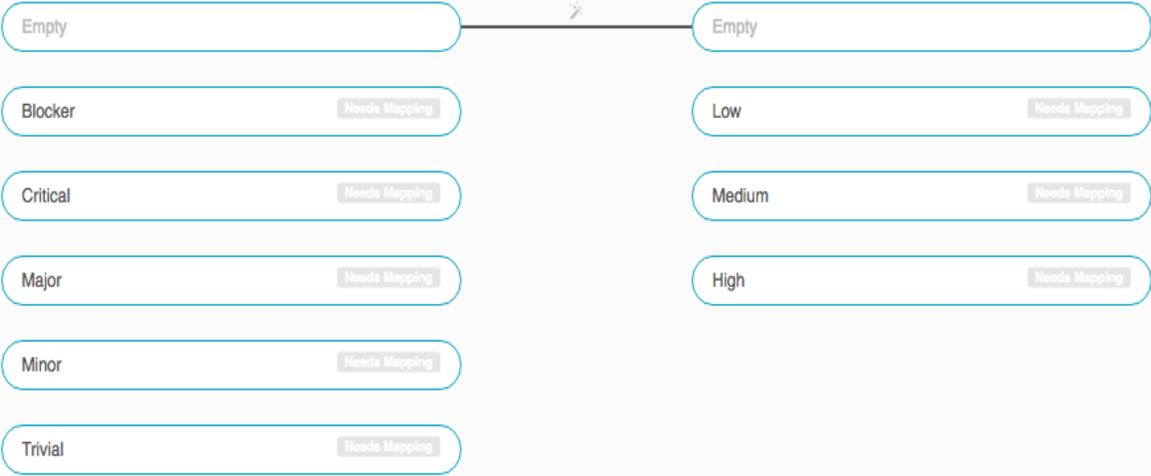 Empty
Empty
Blocker Needs Mapping
Low Needs Mapping
Critical Needs Mapping
Medium Needs Mapping
Major Needs Mapping
High Needs Mapping
Minor Needs Mapping
Trivial Needs Mapping